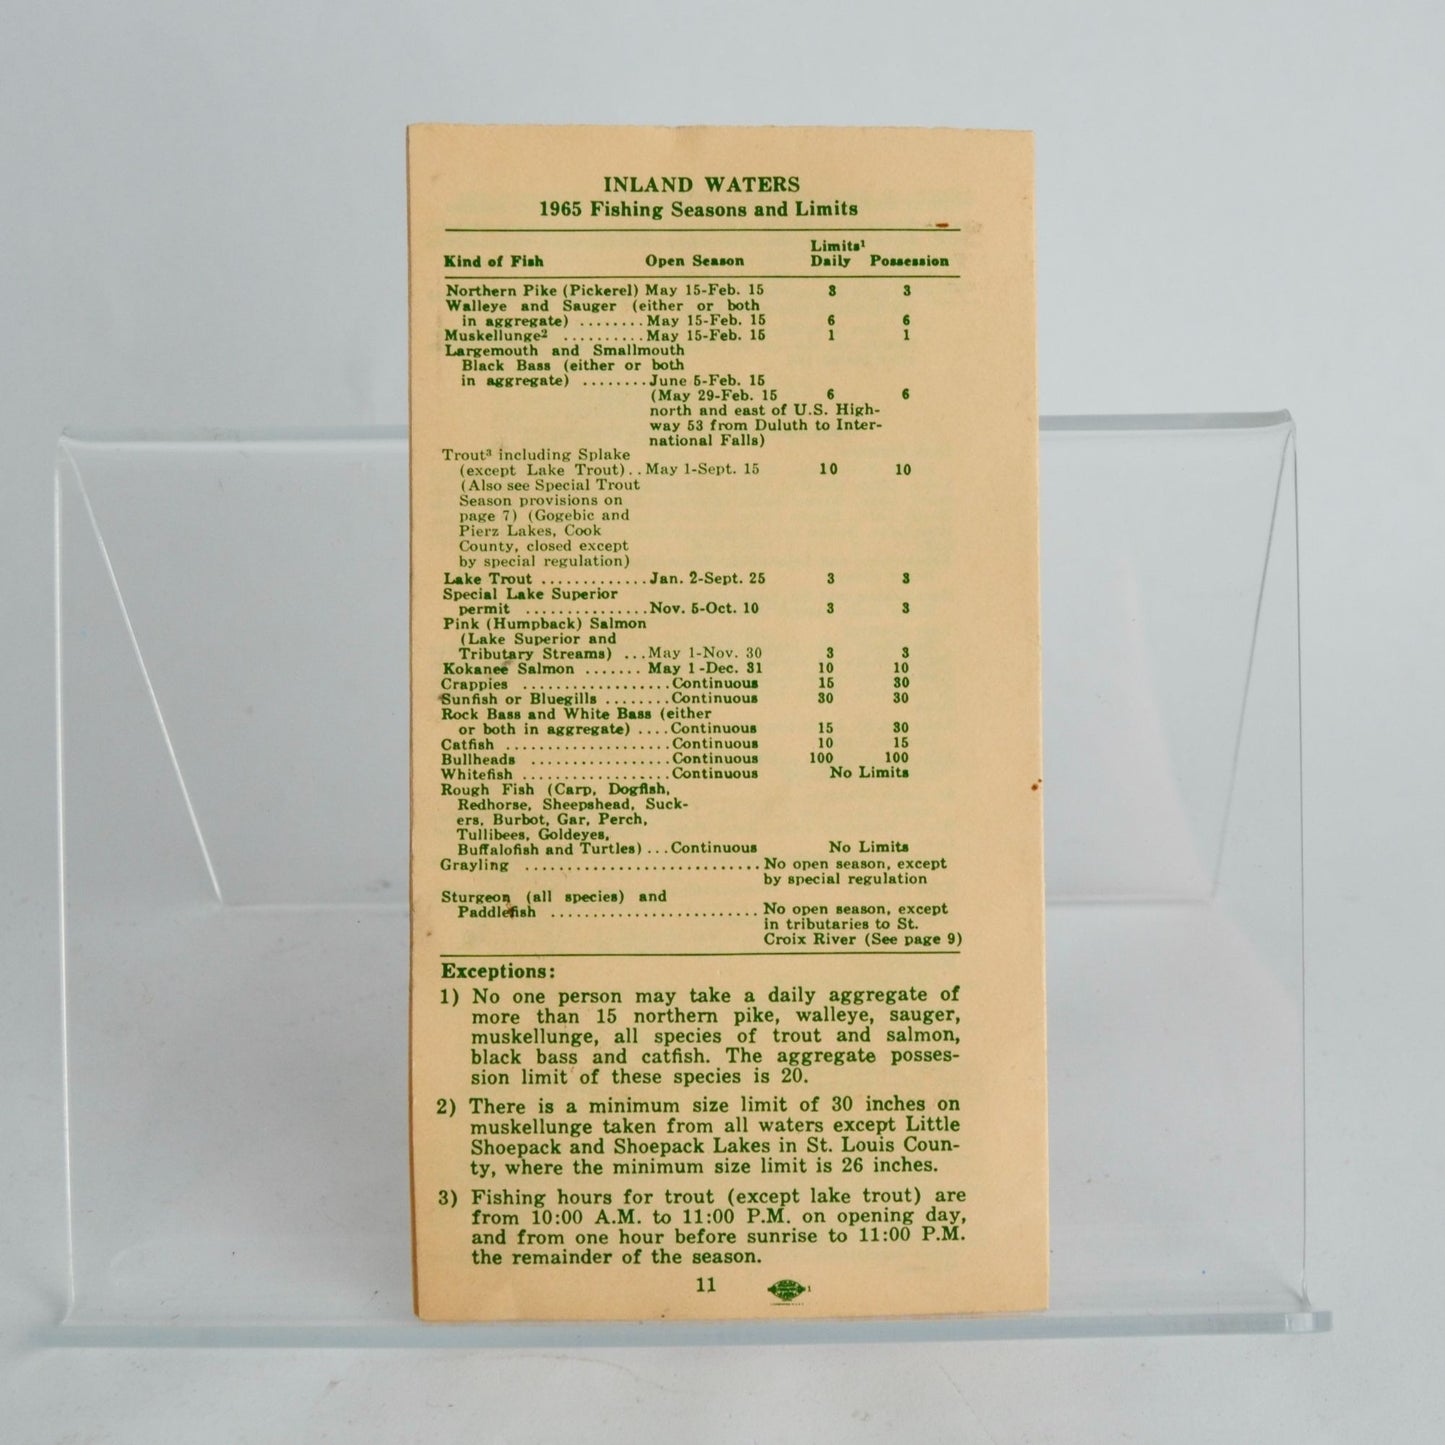 INLAND WATERS
1965 Fishing Seasons and Limits
Limits¹
Kind of Fish Open Season Daily Possession
Northern Pike (Pickerel) May 15-Feb. 15 3 3
Walleye and Sauger (either or both
in aggregate) ........May 15-Feb. 15 6 6
Muskellunge² ..........May 15-Feb. 15 1 1
Largemouth and Smallmouth
Black Bass (either or both
in aggregate) ........June 5-Feb. 15
(May 29-Feb. 15 6 6
north and east of U.S. High-
way 53 from Duluth to Inter-
national Falls)
Trout³ including Splake
(except Lake Trout)..May 1-Sept. 15 10 10
(Also see Special Trout
Season provisions on
page 7) (Gogebic and
Pierz Lakes, Cook
County, closed except
by special regulation)
Lake Trout .............Jan. 2-Sept. 25 3 3
Special Lake Superior
permit ...............Nov. 5-Oct. 10 3 3
Pink (Humpback) Salmon
(Lake Superior and
Tributary Streams) ...May 1-Nov. 30 3 3
Kokanee Salmon .......May 1-Dec. 31 10 10
Crappies ..................Continuous 15 30
Sunfish or Bluegills ........Continuous 30 30
Rock Bass and White Bass (either
or both in aggregate) ....Continuous 15 30
Catfish ....................Continuous 10 15
Bullheads .................Continuous 100 100
Whitefish ..................Continuous No Limits
Rough Fish (Carp, Dogfish,
Redhorse, Sheepshead, Suck-
ers, Burbot, Gar, Perch,
Tullibees, Goldeyes,
Buffalofish and Turtles) ...Continuous No Limits
Grayling ............................No open season, except
by special regulation
Sturgeon (all species) and
Paddlefish .........................No open season, except
in tributaries to St.
Croix River (See page 9)
Exceptions:
1) No one person may take a daily aggregate of
more than 15 northern pike, walleye, sauger,
muskellunge, all species of trout and salmon,
black bass and catfish. The aggregate posses-
sion limit of these species is 20.
2) There is a minimum size limit of 30 inches on
muskellunge taken from all waters except Little
Shoepack and Shoepack Lakes in St. Louis Coun-
ty, where the minimum size limit is 26 inches.
3) Fishing hours for trout (except lake trout) are
from 10:00 A.M. to 11:00 P.M. on opening day,
and from one hour before sunrise to 11:00 P.M.
the remainder of the season.
11